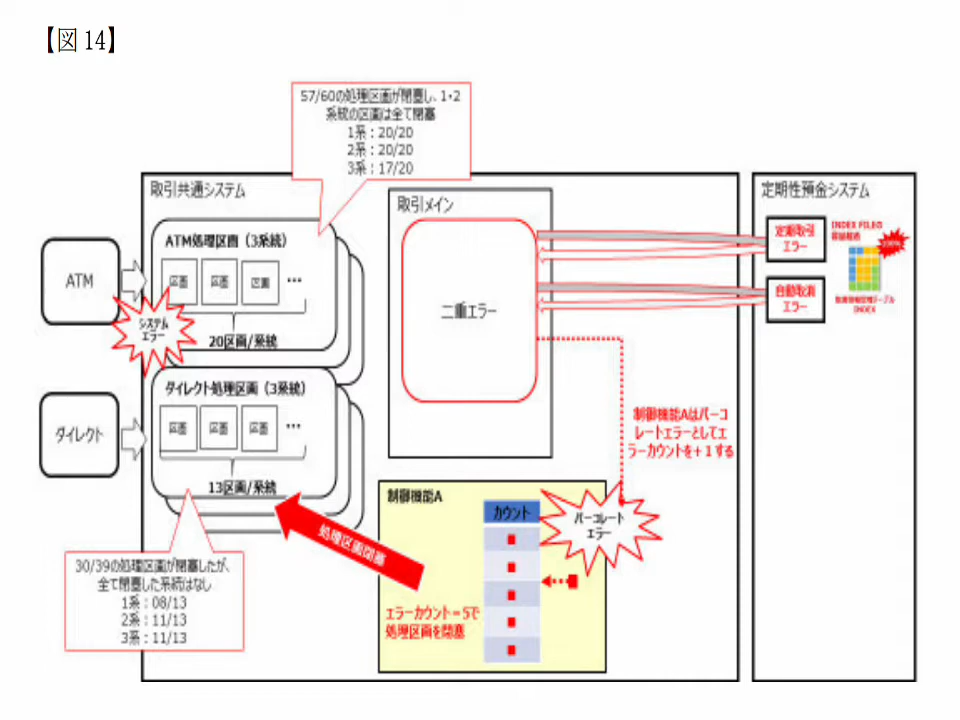 【図 14】
57/60の処理区画が閉塞し、1・2
系統の区画は全て閉塞
1系：20/20
2系：20/20
3系：17/20
取引共通システム
取引メイン
定期性預金システム
ATM処理区画（3系統）
区画
区画
区画
…
20区画/系統
ATM
システム
エラー
二重エラー
定期取引
エラー
自動取消
エラー
INDEX FILEの
INDEX
ダイレクト処理区画（3系統）
区画
区画
区画
…
13区画/系統
ダイレクト
制御機能Aはパーコ
レートエラーとしてエ
ラーカウントを＋１する
制御機能A
カウント
パーコレート
エラー
処理区画閉塞
エラーカウント＝5で
処理区画を閉塞
30/39の処理区画が閉塞したが、
全て閉塞した系統はなし
1系：08/13
2系：11/13
3系：11/13